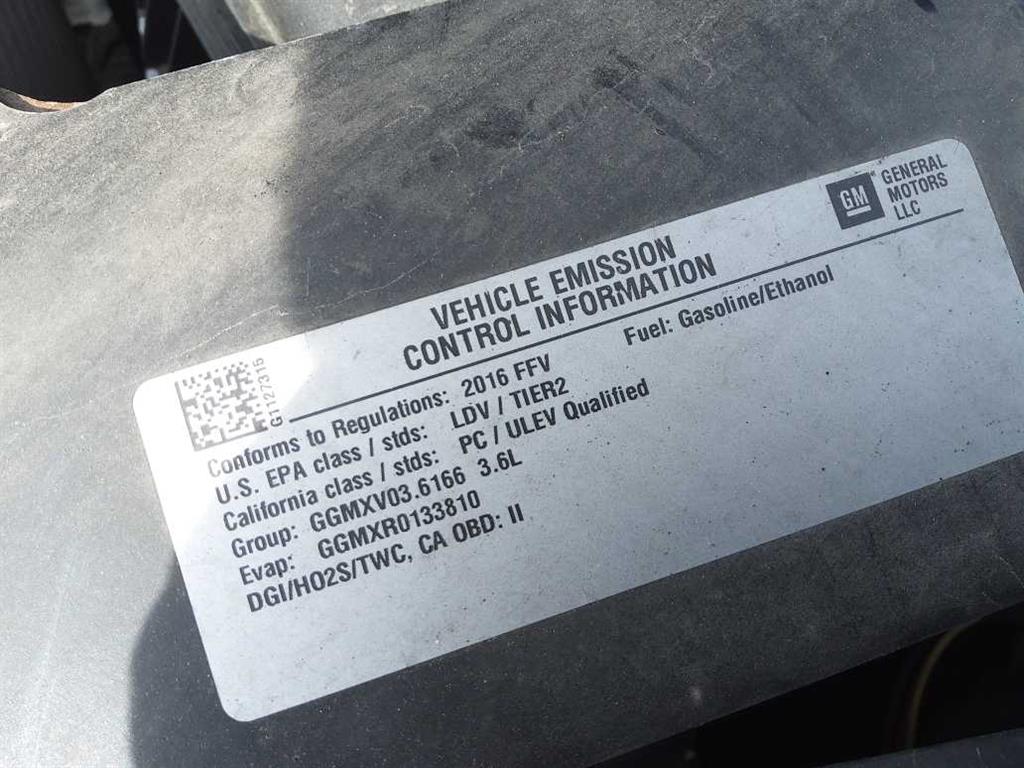 GM GENERAL
MOTORS
LLC
VEHICLE EMISSION
CONTROL INFORMATION
Conforms to Regulations: 2016 FFV Fuel: Gasoline/Ethanol
U.S. EPA class / stds: LDV / TIER2
California class / stds: PC / ULEV Qualified
Group: GGMXV03.6166 3.6L
Evap: GGMXR0133810
DGI/HO2S/TWC, CA OBD: II